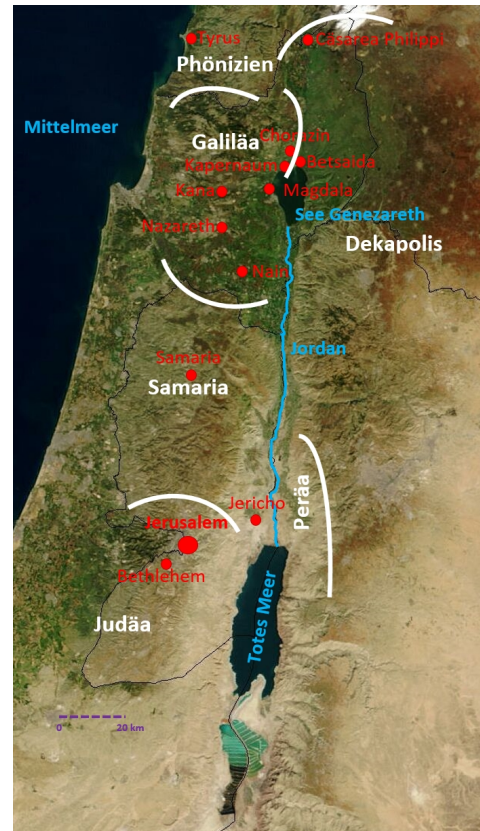 Tyrus
Cäsarea Philippi
Phönizien
Mittelmeer
Galiläa
Chorazin
Kapernaum
Betsaida
Kana
Magdala
See Genezareth
Nazareth
Dekapolis
Nain
Jordan
Samaria
Samaria
Peräa
Jericho
Jerusalem
Bethlehem
Totes Meer
Judäa
0 20 km